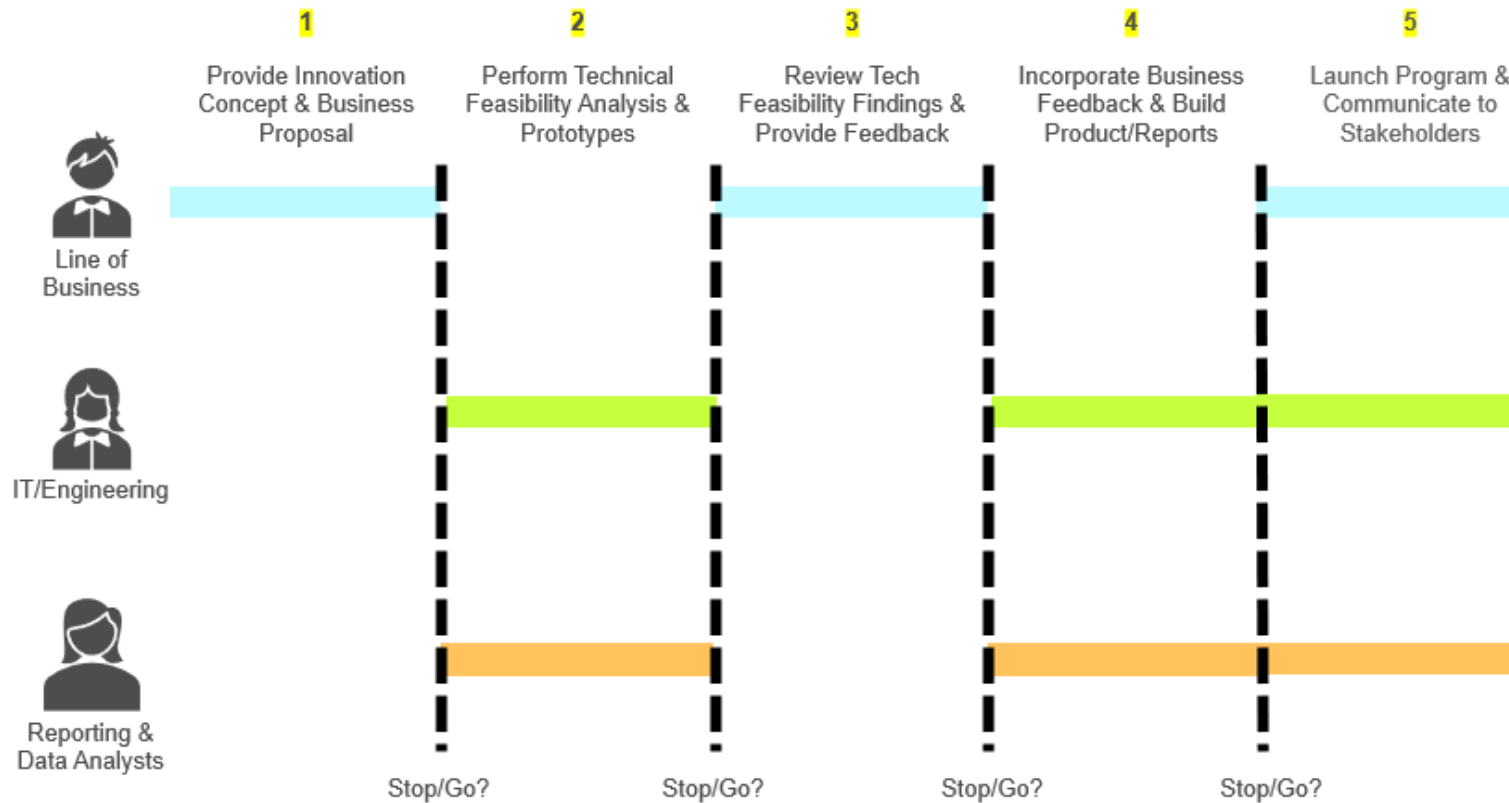 1
2
3
4
5
Provide Innovation
Concept & Business
Proposal
Perform Technical
Feasibility Analysis &
Prototypes
Review Tech
Feasibility Findings &
Provide Feedback
Incorporate Business
Feedback & Build
Product/Reports
Launch Program &
Communicate to
Stakeholders
Line of
Business
IT/Engineering
Reporting &
Data Analysts
Stop/Go?
Stop/Go?
Stop/Go?
Stop/Go?